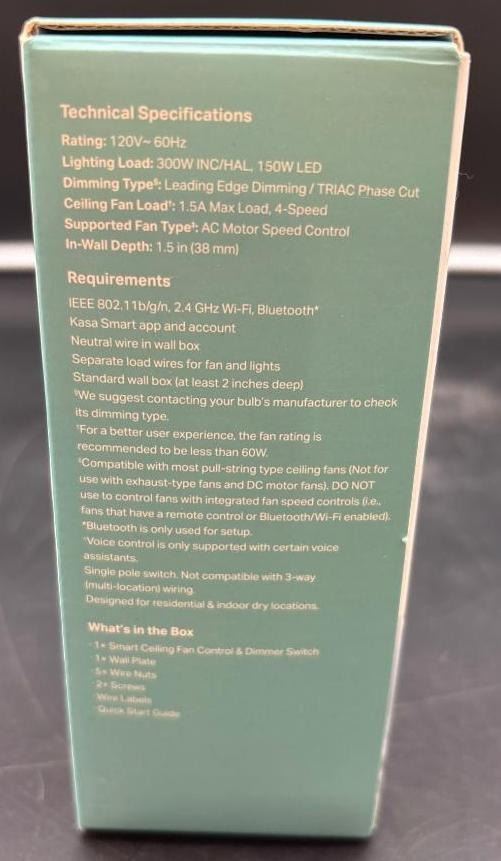 Technical Specifications
Rating: 120V~ 60Hz
Lighting Load: 300W INC/HAL, 150W LED
Dimming Type§: Leading Edge Dimming / TRIAC Phase Cut
Ceiling Fan Load†: 1.5A Max Load, 4-Speed
Supported Fan Type‡: AC Motor Speed Control
In-Wall Depth: 1.5 in (38 mm)
Requirements
IEEE 802.11b/g/n, 2.4 GHz Wi-Fi, Bluetooth*
Kasa Smart app and account
Neutral wire in wall box
Separate load wires for fan and lights
Standard wall box (at least 2 inches deep)
§We suggest contacting your bulb's manufacturer to check
its dimming type.
†For a better user experience, the fan rating is
recommended to be less than 60W.
‡Compatible with most pull-string type ceiling fans (Not for
use with exhaust-type fans and DC motor fans). DO NOT
use to control fans with integrated fan speed controls (i.e.,
fans that have a remote control or Bluetooth/Wi-Fi enabled).
*Bluetooth is only used for setup.
Voice control is only supported with certain voice
assistants.
Single pole switch. Not compatible with 3-way
(multi-location) wiring.
Designed for residential & indoor dry locations.
What's in the Box
·1× Smart Ceiling Fan Control & Dimmer Switch
·1× Wall Plate
·5× Wire Nuts
·2× Screws
·Wire Labels
·Quick Start Guide